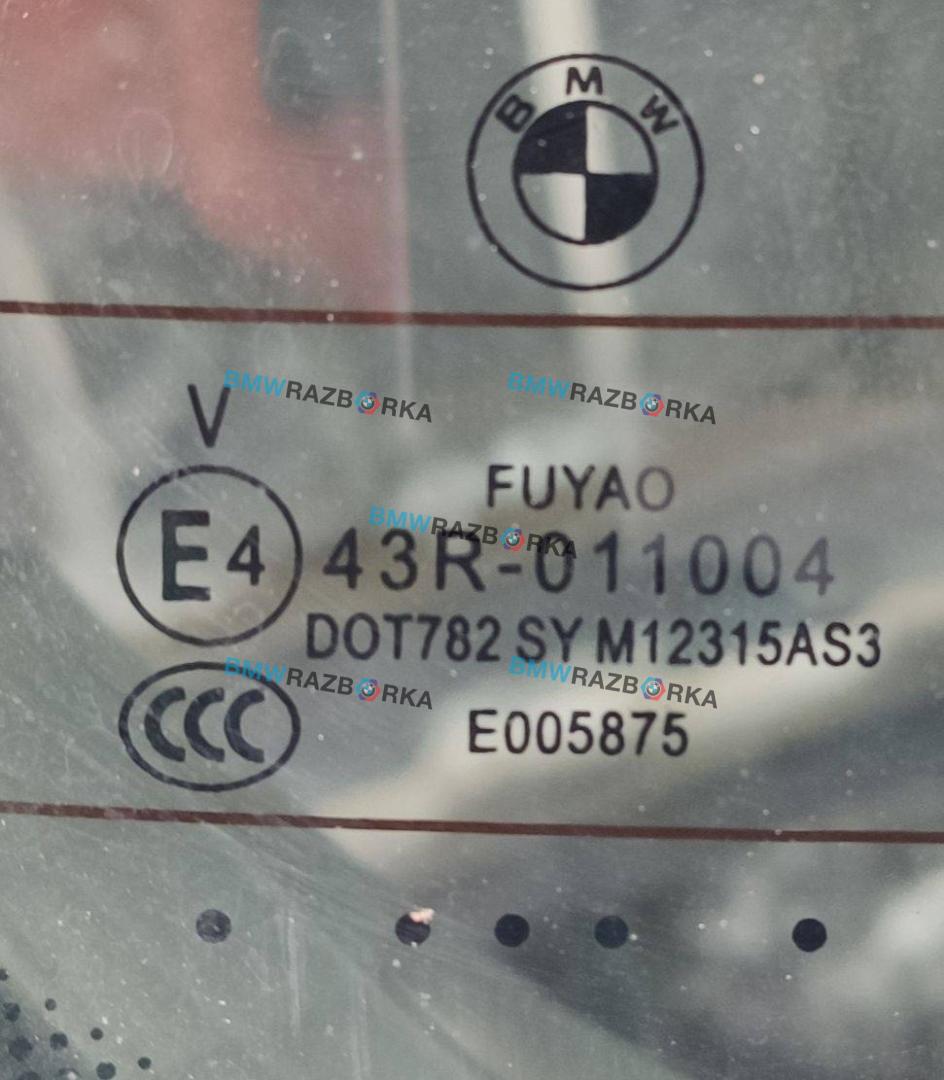 BMW
V
BMWRAZBORKA BMWRAZBORKA
FUYAO
BMWRAZBORKA
E4 43R-011004
DOT782 SY M12315AS3
BMWRAZBORKA BMWRAZBORKA
CCC
E005875